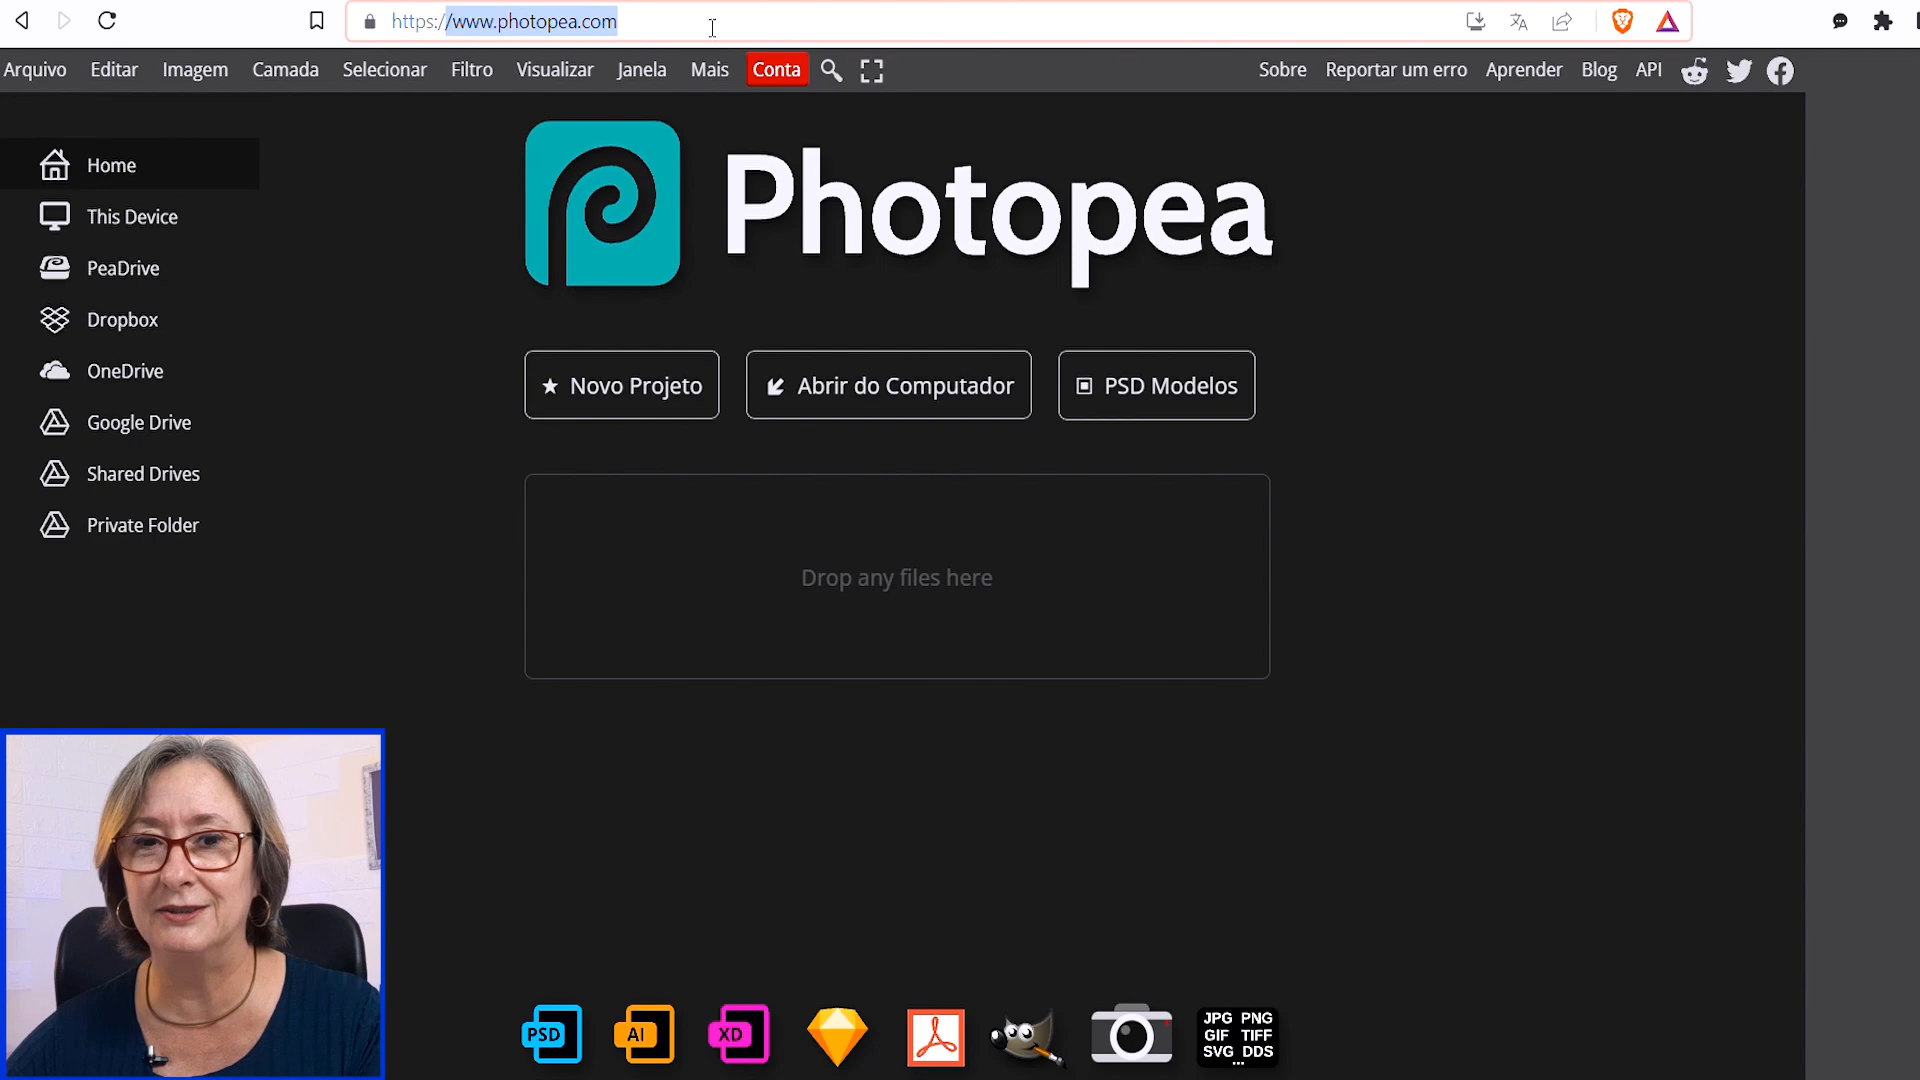 https://www.photopea.com
Arquivo Editar Imagem Camada Selecionar Filtro Visualizar Janela Mais Conta Sobre Reportar um erro Aprender Blog API
Home
This Device
PeaDrive
Dropbox
OneDrive
Google Drive
Shared Drives
Private Folder
Photopea
Novo Projeto Abrir do Computador PSD Modelos
Drop any files here
PSD AI XD JPG PNG
GIF TIFF
SVG DDS
...